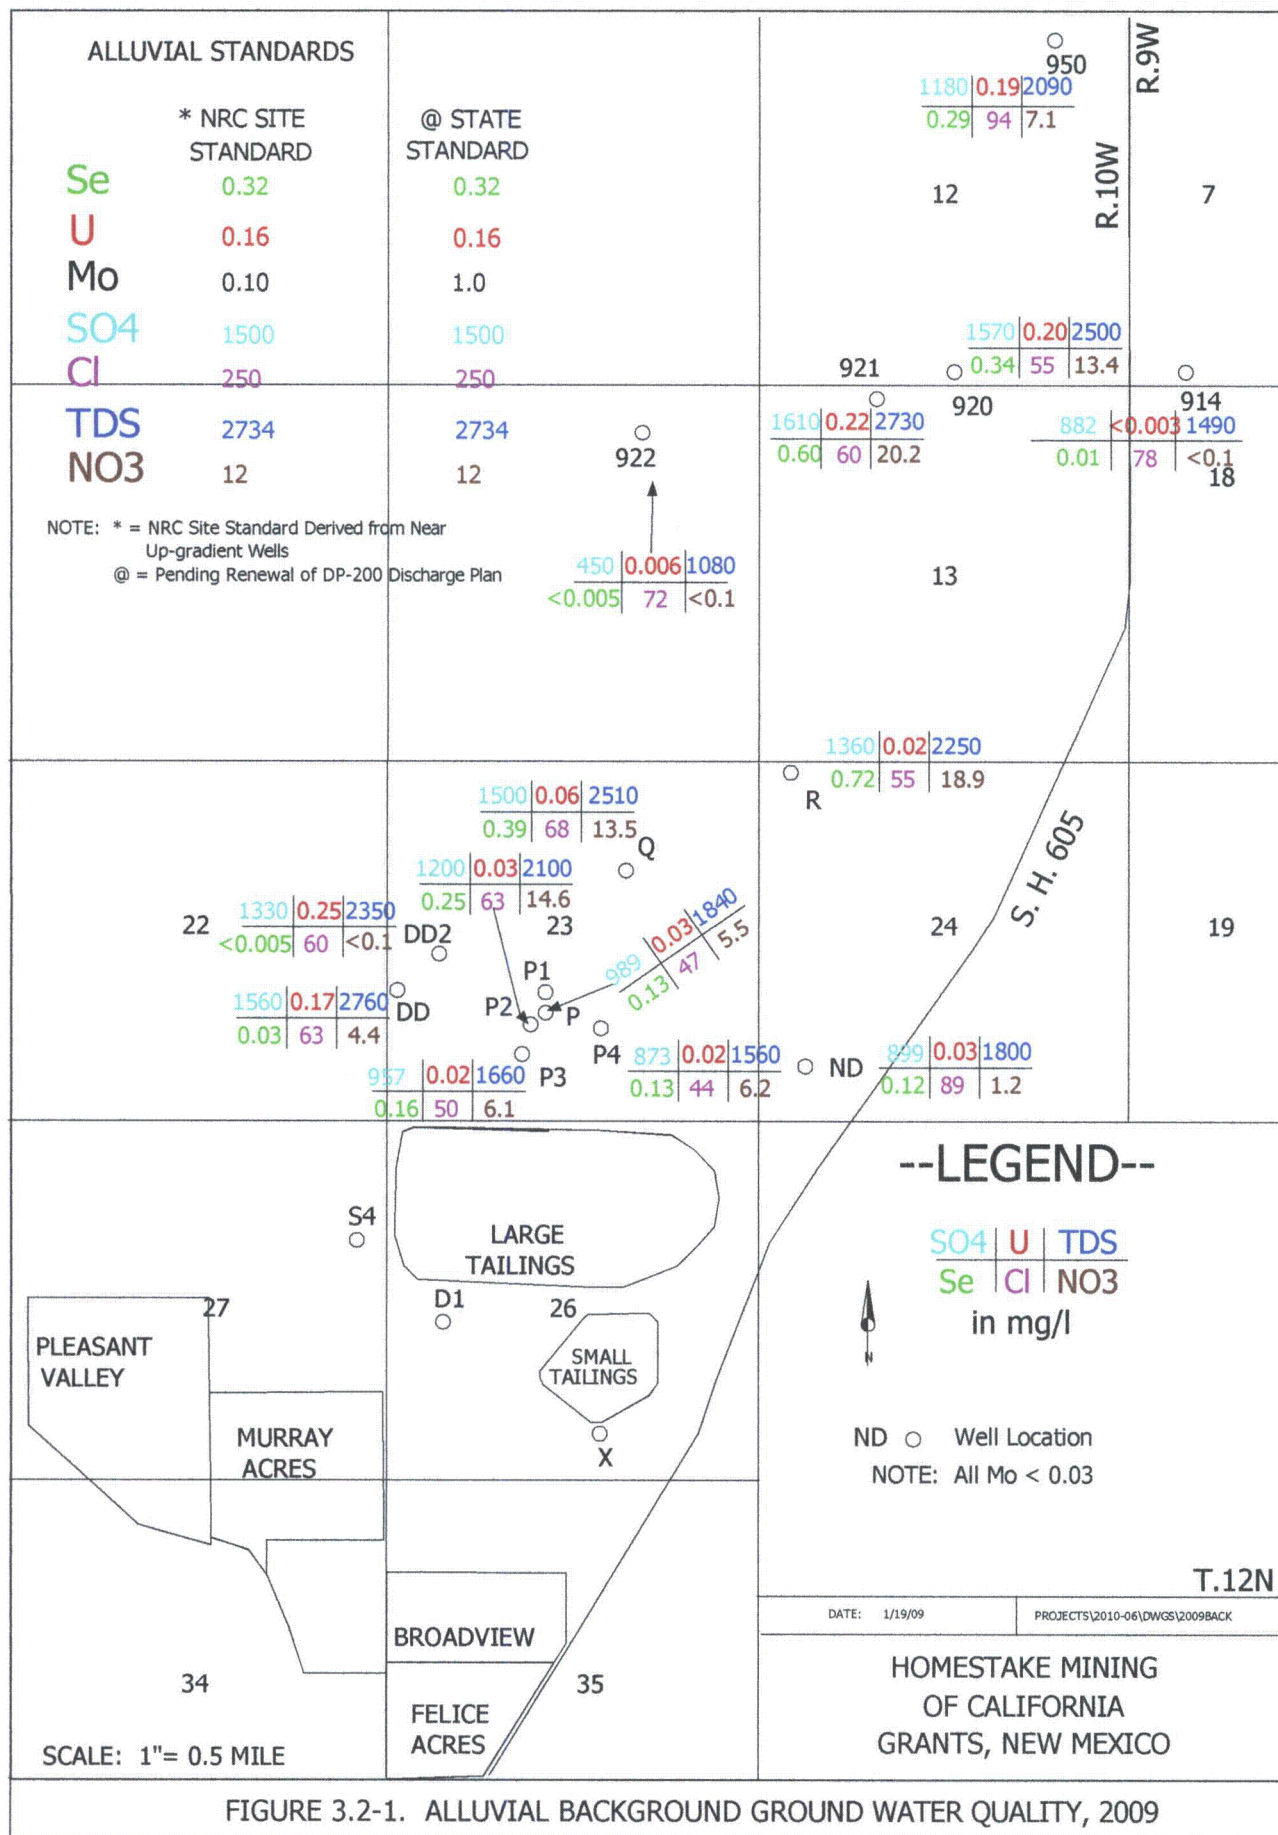 ALLUVIAL STANDARDS
* NRC SITE STANDARD
@ STATE STANDARD
Se 0.32 0.32
U 0.16 0.16
Mo 0.10 1.0
SO4 1500 1500
Cl 250 250
TDS 2734 2734
NO3 12 12
NOTE: * = NRC Site Standard Derived from Near
Up-gradient Wells
@ = Pending Renewal of DP-200 Discharge Plan
950
1180 0.19 2090
0.29 94 7.1
R.9W
R.10W
12
7
1570 0.20 2500
0.34 55 13.4
921
920
914
1610 0.22 2730
0.60 60 20.2
882 <0.003 1490
0.01 78 <0.1
18
922
450 0.006 1080
<0.005 72 <0.1
13
1360 0.02 2250
0.72 55 18.9
R
1500 0.06 2510
0.39 68 13.5
Q
1200 0.03 2100
0.25 63 14.6
S. H. 605
22
1330 0.25 2350
<0.005 60 <0.1
DD2
23
989 0.03 1840
0.13 47 5.5
24
19
P1
1560 0.17 2760
0.03 63 4.4
DD
P2
P
P4
P3
957 0.02 1660
0.16 50 6.1
873 0.02 1560
0.13 44 6.2
ND
899 0.03 1800
0.12 89 1.2
--LEGEND--
SO4 U TDS
Se Cl NO3
in mg/l
N
S4
LARGE
TAILINGS
D1
26
27
PLEASANT
VALLEY
SMALL
TAILINGS
MURRAY
ACRES
X
ND Well Location
NOTE: All Mo < 0.03
T.12N
DATE: 1/19/09
PROJECTS\2010-06\DWGS\2009BACK
BROADVIEW
34
35
FELICE
ACRES
HOMESTAKE MINING
OF CALIFORNIA
GRANTS, NEW MEXICO
SCALE: 1"= 0.5 MILE
FIGURE 3.2-1. ALLUVIAL BACKGROUND GROUND WATER QUALITY, 2009